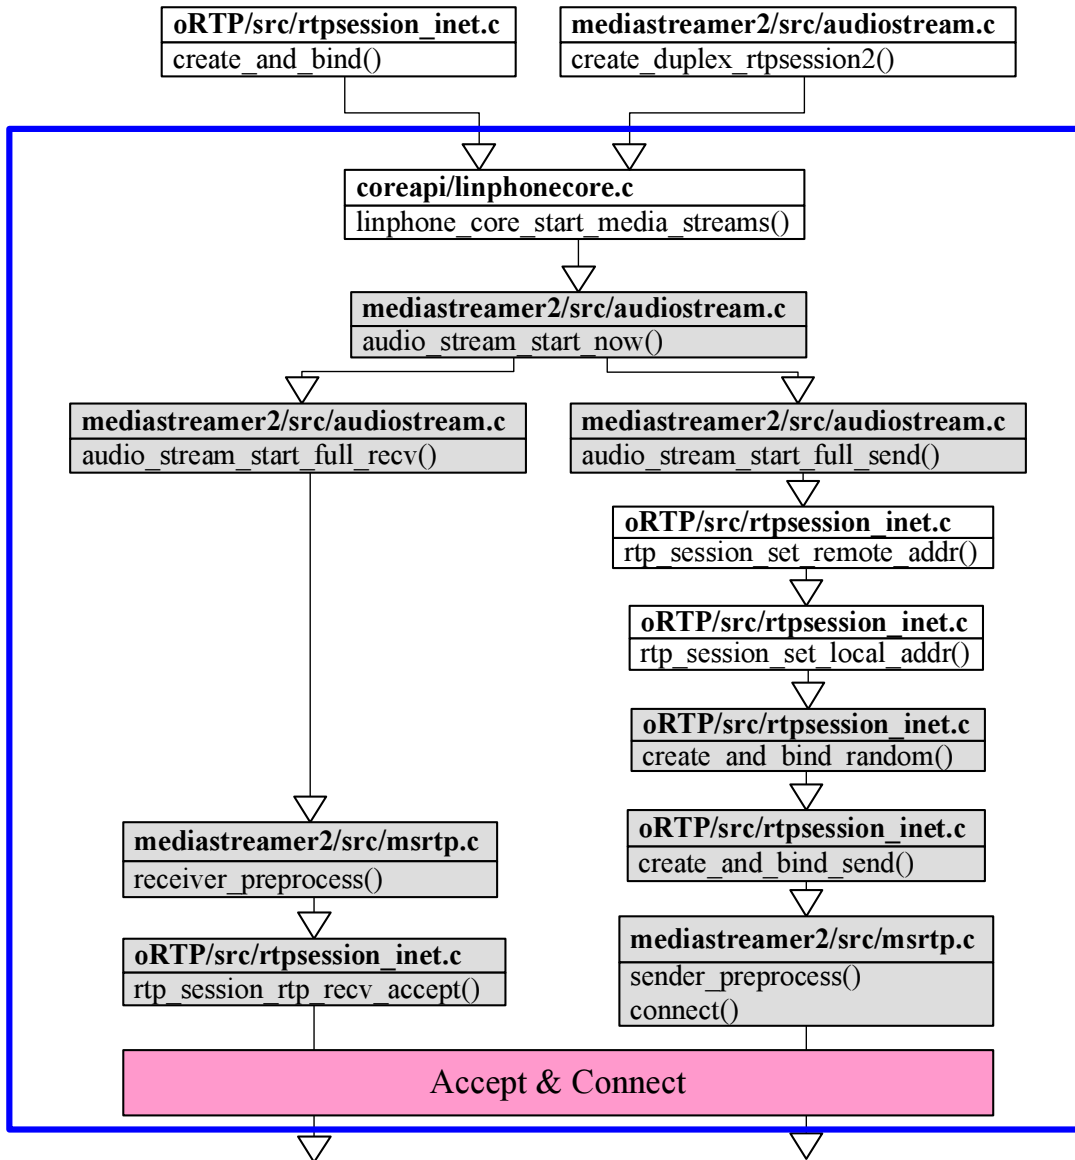 oRTP/src/rtpsession_inet.c
create_and_bind()
mediastreamer2/src/audiostream.c
create_duplex_rtpsession2()
coreapi/linphonecore.c
linphone_core_start_media_streams()
mediastreamer2/src/audiostream.c
audio_stream_start_now()
mediastreamer2/src/audiostream.c
audio_stream_start_full_recv()
mediastreamer2/src/audiostream.c
audio_stream_start_full_send()
oRTP/src/rtpsession_inet.c
rtp_session_set_remote_addr()
oRTP/src/rtpsession_inet.c
rtp_session_set_local_addr()
oRTP/src/rtpsession_inet.c
create_and_bind_random()
oRTP/src/rtpsession_inet.c
create_and_bind_send()
mediastreamer2/src/msrtp.c
receiver_preprocess()
oRTP/src/rtpsession_inet.c
rtp_session_rtp_recv_accept()
mediastreamer2/src/msrtp.c
sender_preprocess()
connect()
Accept & Connect